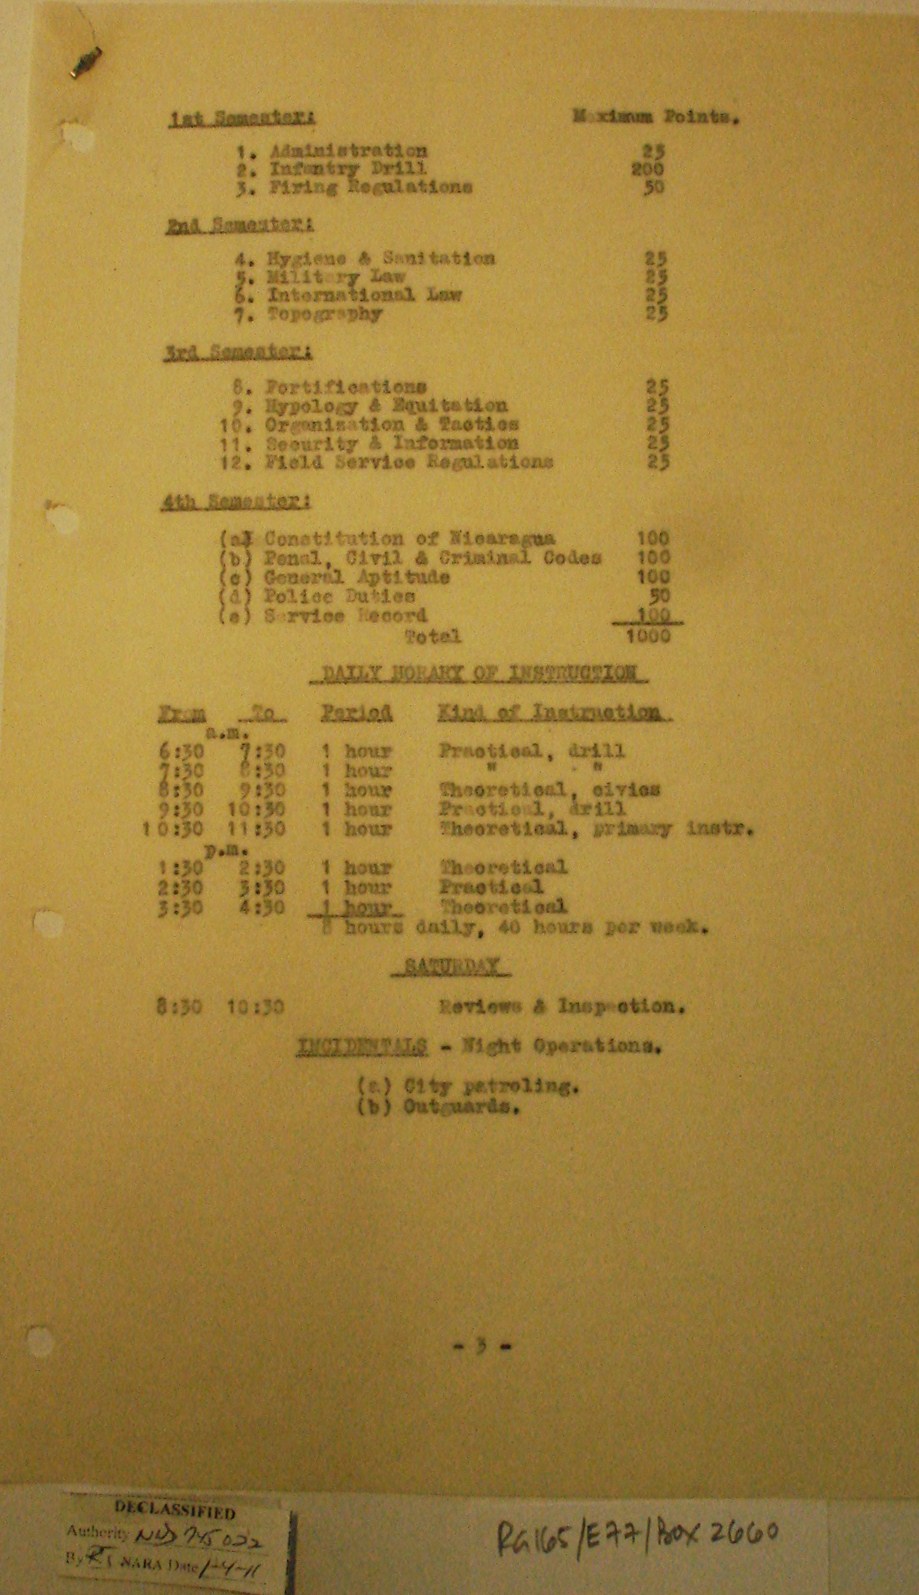 1st Semester: Maximum Points.
1. Administration 25
2. Infantry Drill 200
3. Firing Regulations 50
2nd Semester:
4. Hygiene & Sanitation 25
5. Military Law 25
6. International Law 25
7. Topography 25
3rd Semester:
8. Fortifications 25
9. Hypology & Equitation 25
10. Organization & Tactics 25
11. Security & Information 25
12. Field Service Regulations 25
4th Semester:
(a) Constitution of Nicaragua 100
(b) Penal, Civil & Criminal Codes 100
(c) General Aptitude 100
(d) Police Duties 50
(e) Service Record 100
Total 1000
DAILY HORARY OF INSTRUCTION
From To Period Kind of Instruction
a.m.
6:30 7:30 1 hour Practical, drill
7:30 8:30 1 hour " "
8:30 9:30 1 hour Theoretical, civics
9:30 10:30 1 hour Practical, drill
10:30 11:30 1 hour Theoretical, primary instr.
p.m.
1:30 2:30 1 hour Theoretical
2:30 3:30 1 hour Practical
3:30 4:30 1 hour Theoretical
8 hours daily, 40 hours per week.
SATURDAY
8:30 10:30 Reviews & Inspection.
INCIDENTALS - Night Operations.
(a) City patroling.
(b) Outguards.
- 3 -
DECLASSIFIED
Authority NND 745022
By NARA Date 1-4-11
RG165/E77/BOX 2660